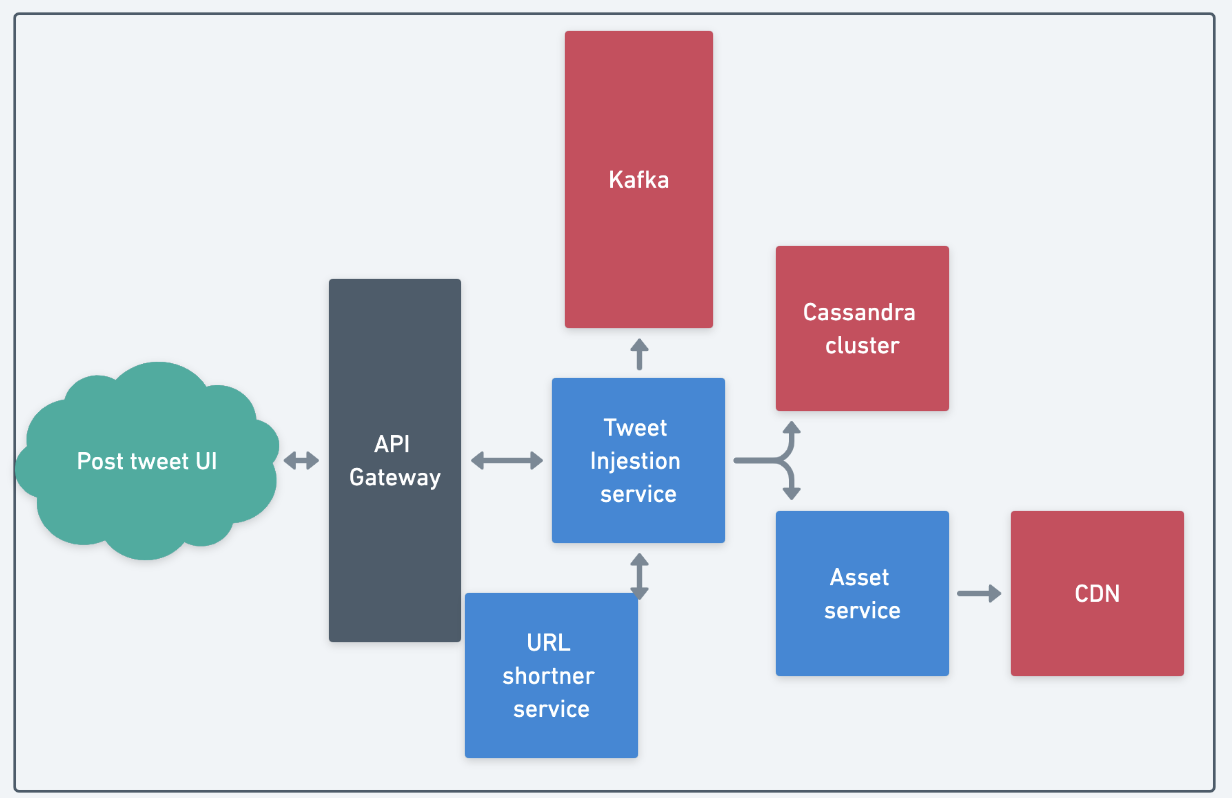 Kafka
Cassandra
cluster
Post tweet UI
API
Gateway
Tweet
Injestion
service
URL
shortner
service
Asset
service
CDN